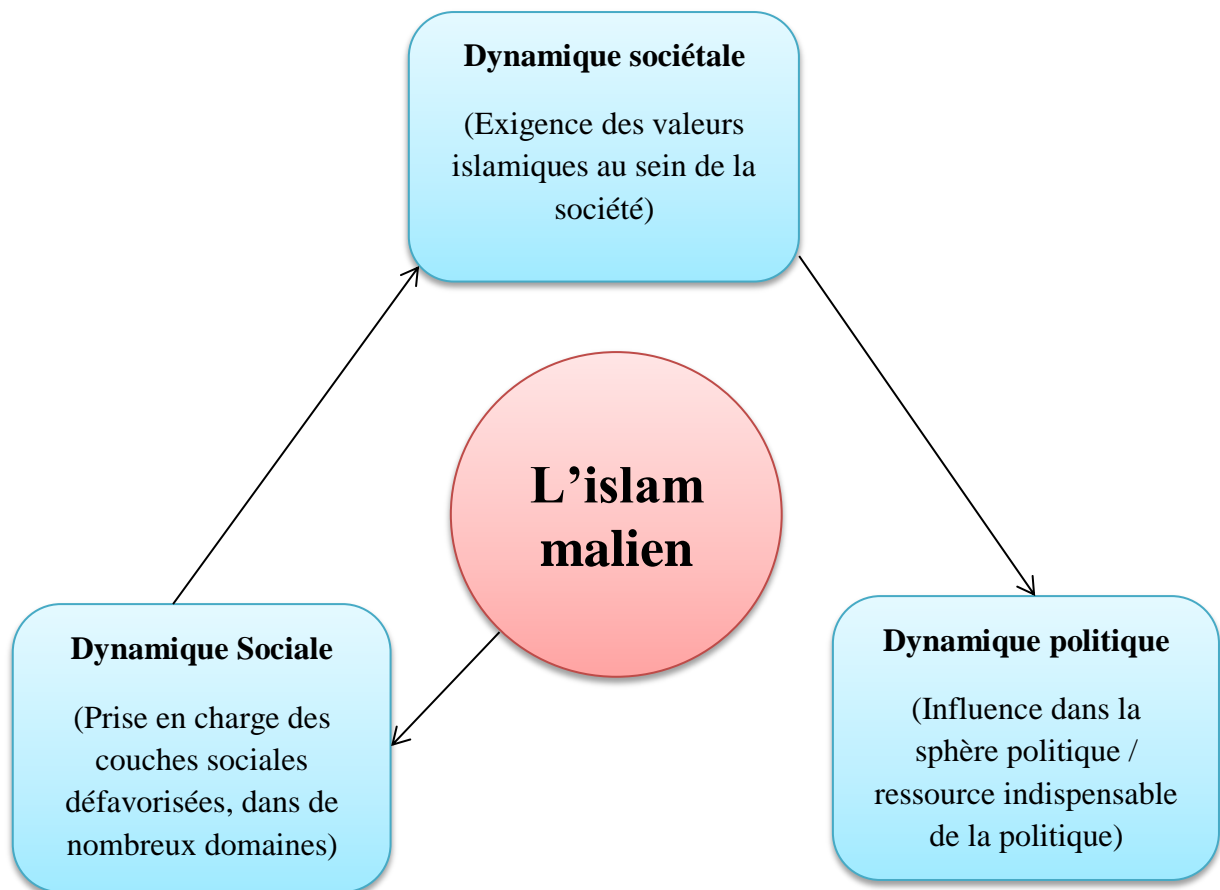 Dynamique sociétale
(Exigence des valeurs
islamiques au sein de la
société)
L’islam
malien
Dynamique Sociale
(Prise en charge des
couches sociales
défavorisées, dans de
nombreux domaines)
Dynamique politique
(Influence dans la
sphère politique /
ressource indispensable
de la politique)